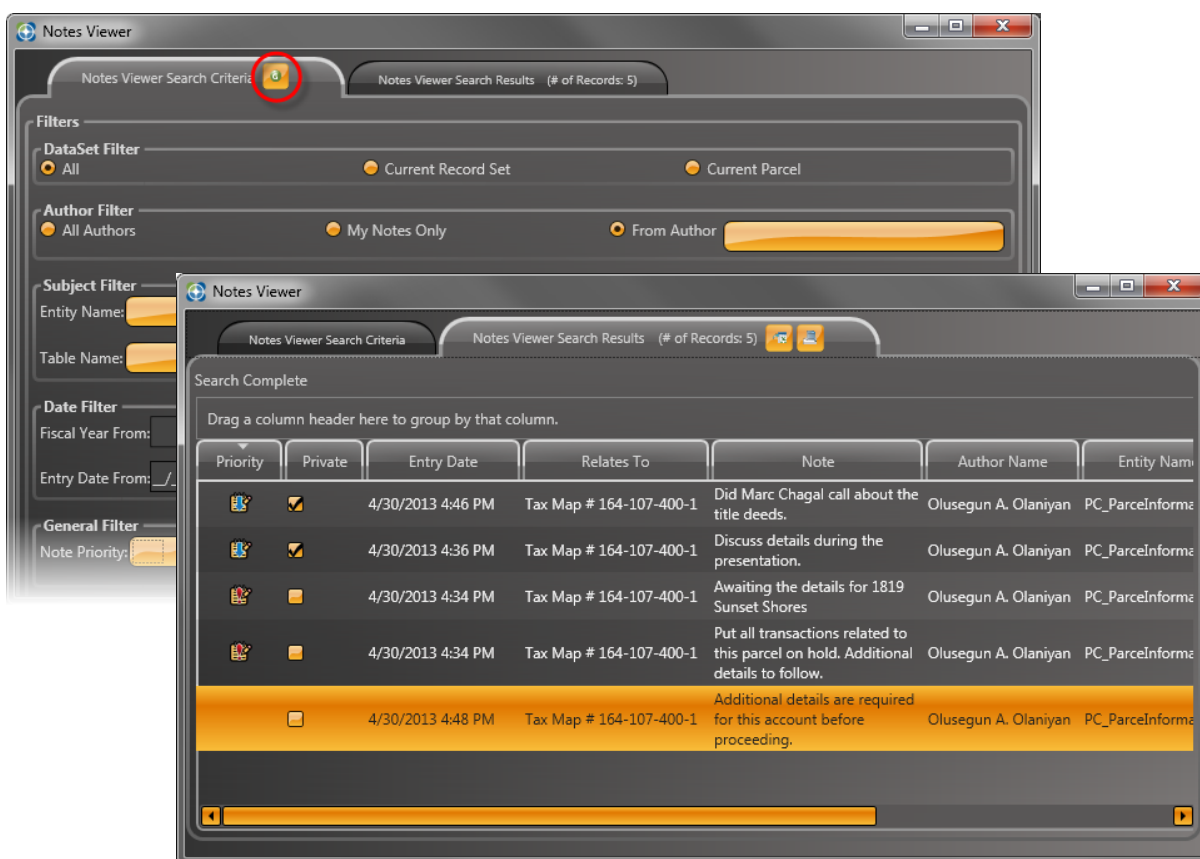 Notes Viewer
Notes Viewer Search Criteria
Notes Viewer Search Results (# of Records: 5)
Filters
DataSet Filter
All
Current Record Set
Current Parcel
Author Filter
All Authors
My Notes Only
From Author
Subject Filter
Entity Name:
Table Name:
Date Filter
Fiscal Year From:
Entry Date From: _/_
General Filter
Note Priority:
Notes Viewer
Notes Viewer Search Criteria
Notes Viewer Search Results (# of Records: 5)
Search Complete
Drag a column header here to group by that column.
Priority Private Entry Date Relates To Note Author Name Entity Nam
4/30/2013 4:46 PM Tax Map # 164-107-400-1 Did Marc Chagal call about the
title deeds. Olusegun A. Olaniyan PC_ParceInforma
4/30/2013 4:36 PM Tax Map # 164-107-400-1 Discuss details during the
presentation. Olusegun A. Olaniyan PC_ParceInforma
4/30/2013 4:34 PM Tax Map # 164-107-400-1 Awaiting the details for 1819
Sunset Shores Olusegun A. Olaniyan PC_ParceInforma
Put all transactions related to
4/30/2013 4:34 PM Tax Map # 164-107-400-1 this parcel on hold. Additional Olusegun A. Olaniyan PC_ParceInforma
details to follow.
Additional details are required
4/30/2013 4:48 PM Tax Map # 164-107-400-1 for this account before Olusegun A. Olaniyan PC_ParceInforma
proceeding.